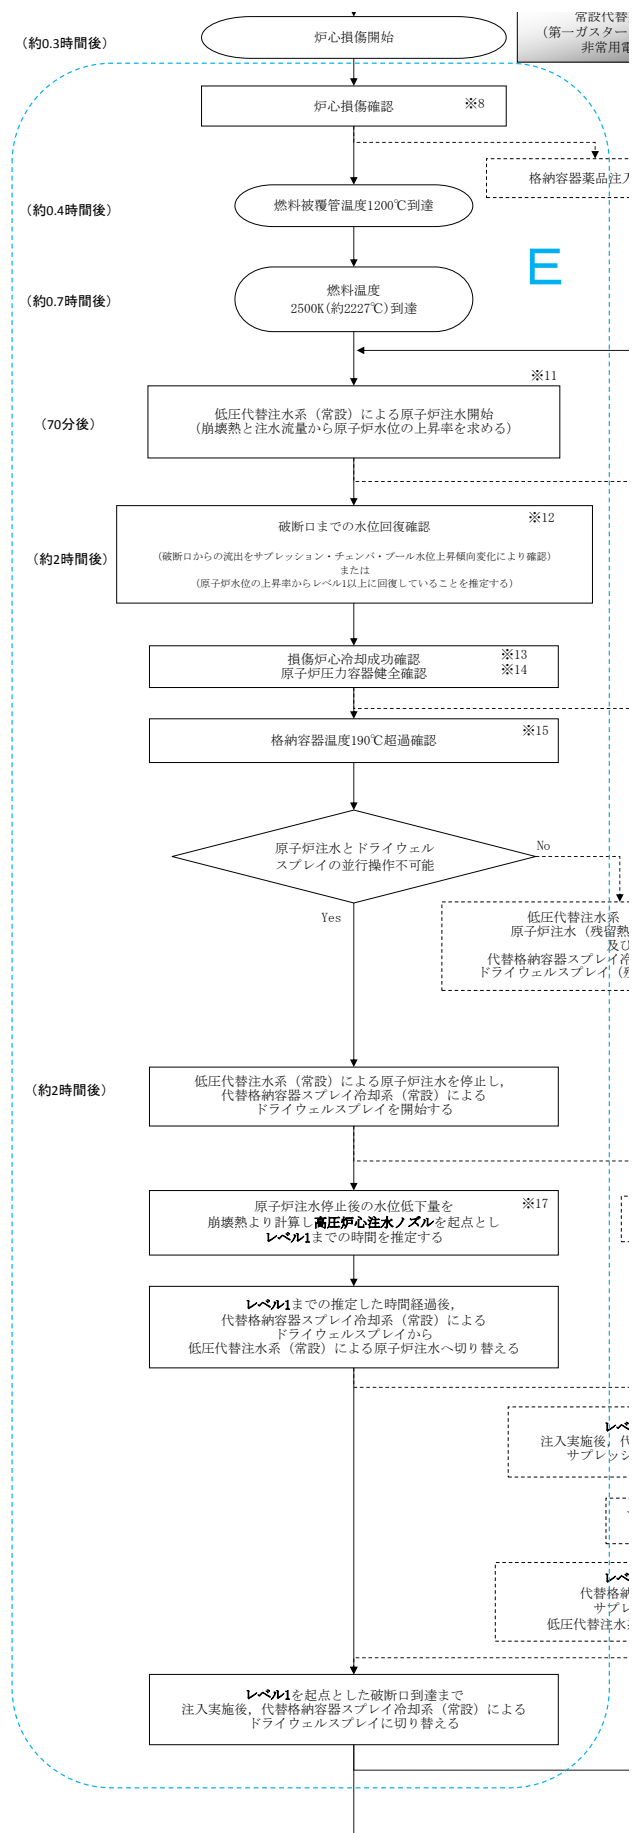 常設代替
(第一ガスター
非常用電
(約0.3時間後)
炉心損傷開始
炉心損傷確認
※8
格納容器薬品注入
(約0.4時間後)
燃料被覆管温度1200℃到達
E
(約0.7時間後)
燃料温度
2500K(約2227℃)到達
※11
(70分後)
低圧代替注水系（常設）による原子炉注水開始
(崩壊熱と注水流量から原子炉水位の上昇率を求める)
※12
(約2時間後)
破断口までの水位回復確認
(破断口からの流出をサプレッション・チェンバ・プール水位上昇傾向変化により確認)
または
(原子炉水位の上昇率からレベル1以上に回復していることを推定する)
損傷炉心冷却成功確認
※13
原子炉圧力容器健全確認
※14
格納容器温度190℃超過確認
※15
原子炉注水とドライウェル
スプレイの並行操作不可能
No
Yes
低圧代替注水系
原子炉注水（残留熱
及び
代替格納容器スプレイ冷
ドライウェルスプレイ（残
(約2時間後)
低圧代替注水系（常設）による原子炉注水を停止し，
代替格納容器スプレイ冷却系（常設）による
ドライウェルスプレイを開始する
※17
原子炉注水停止後の水位低下量を
崩壊熱より計算し高圧炉心注水ノズルを起点とし
レベル1までの時間を推定する
レベル1までの推定した時間経過後，
代替格納容器スプレイ冷却系（常設）による
ドライウェルスプレイから
低圧代替注水系（常設）による原子炉注水へ切り替える
レベ
注入実施後，代
サプレッシ
レベ
代替格納
サプレ
低圧代替注水系
レベル1を起点とした破断口到達まで
注入実施後，代替格納容器スプレイ冷却系（常設）による
ドライウェルスプレイに切り替える